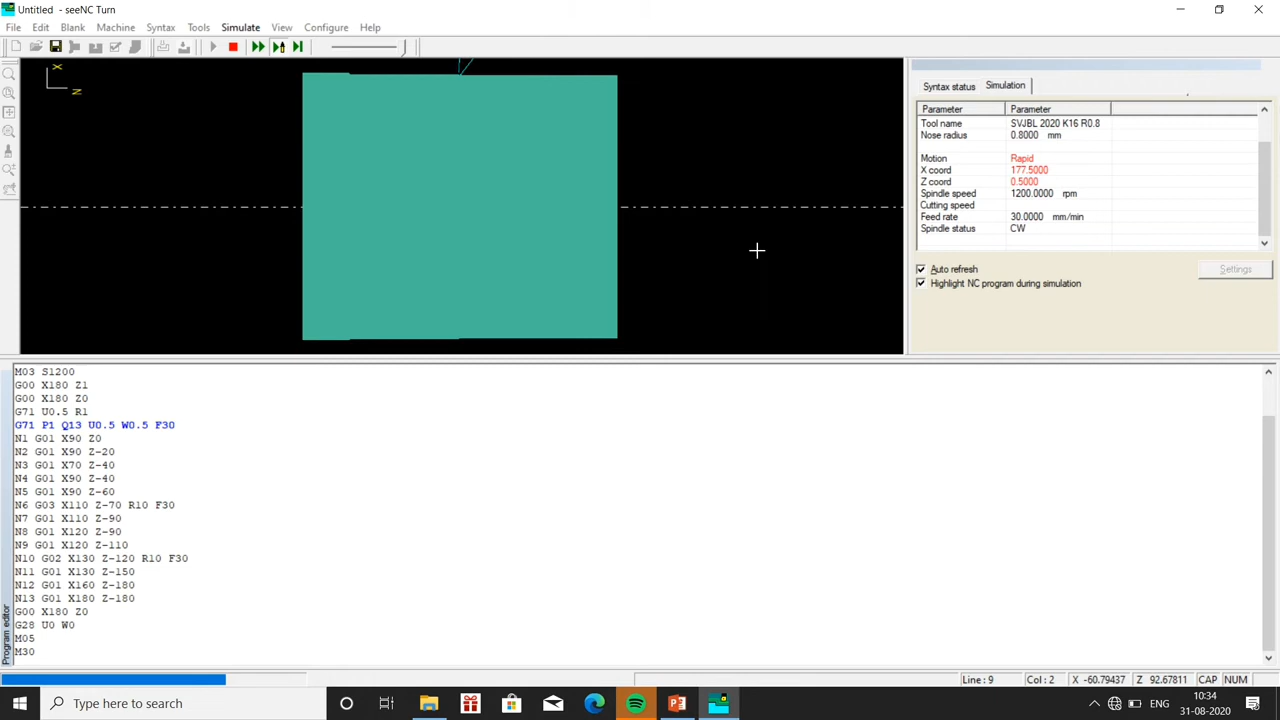 Untitled - seeNC Turn
File Edit Blank Machine Syntax Tools Simulate View Configure Help
X
Z
Syntax status Simulation
Parameter Parameter
Tool name SVJBL 2020 K16 R0.8
Nose radius 0.8000 mm
Motion Rapid
X coord 177.5000
Z coord 0.5000
Spindle speed 1200.0000 rpm
Cutting speed
Feed rate 30.0000 mm/min
Spindle status CW
Auto refresh Settings
Highlight NC program during simulation
Program editor
M03 S1200
G00 X180 Z1
G00 X180 Z0
G71 U0.5 R1
G71 P1 Q13 U0.5 W0.5 F30
N1 G01 X90 Z0
N2 G01 X90 Z-20
N3 G01 X70 Z-40
N4 G01 X90 Z-40
N5 G01 X90 Z-60
N6 G03 X110 Z-70 R10 F30
N7 G01 X110 Z-90
N8 G01 X120 Z-90
N9 G01 X120 Z-110
N10 G02 X130 Z-120 R10 F30
N11 G01 X130 Z-150
N12 G01 X160 Z-180
N13 G01 X180 Z-180
G00 X180 Z0
G28 U0 W0
M05
M30
Line: 9 Col: 2 X -60.79437 Z 92.67811 CAP NUM
Type here to search
ENG
10:34
31-08-2020